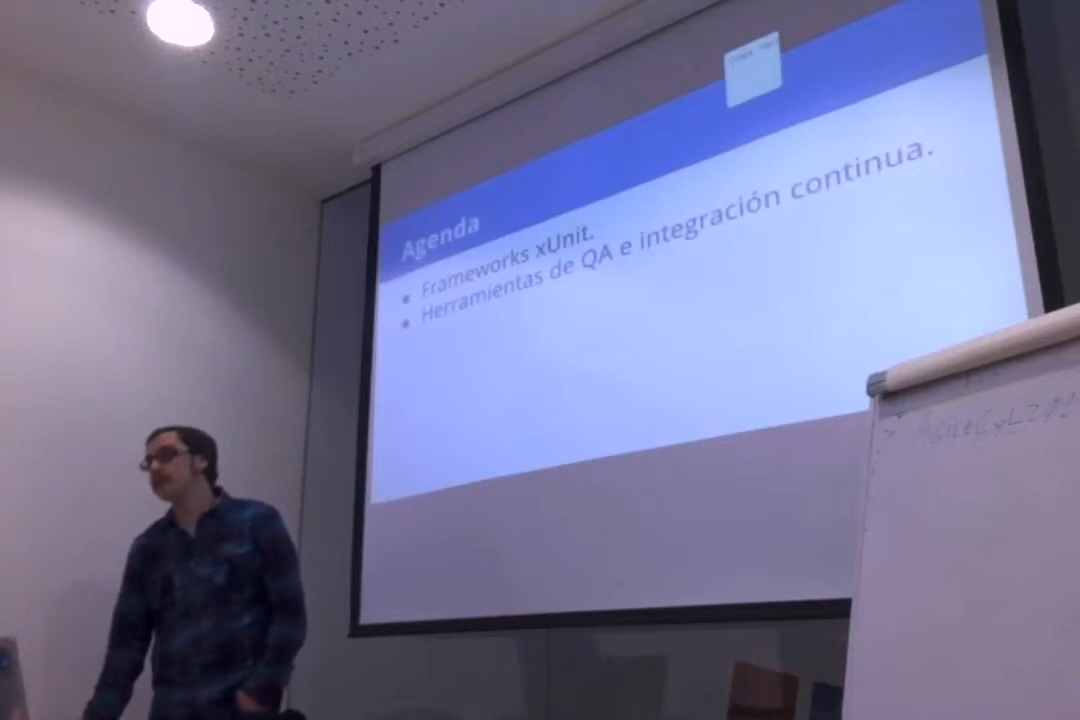 Agenda
Frameworks xUnit.
Herramientas de QA e integración continua.